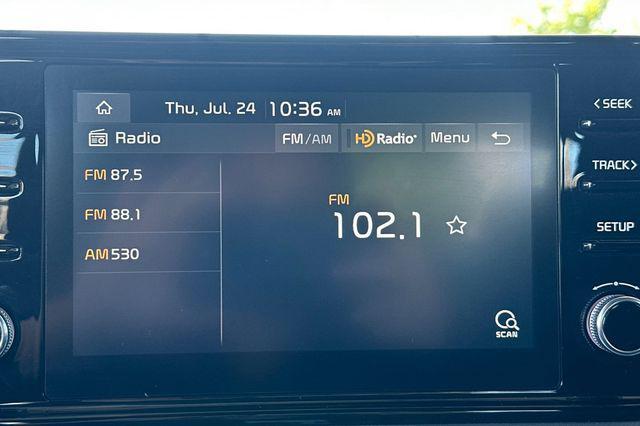 Thu, Jul. 24 10:36 AM
Radio FM/AM HD Radio Menu
FM 87.5
FM 88.1
AM 530
FM
102.1
SCAN
< SEEK
TRACK >
SETUP